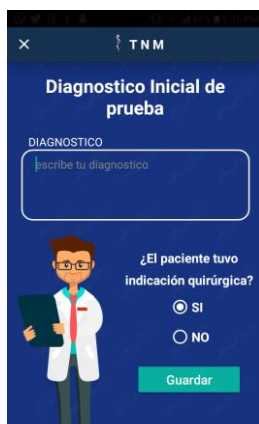 TNM
Diagnostico Inicial de
prueba
DIAGNOSTICO
escribe tu diagnostico
¿El paciente tuvo
indicación quirúrgica?
SI
NO
Guardar